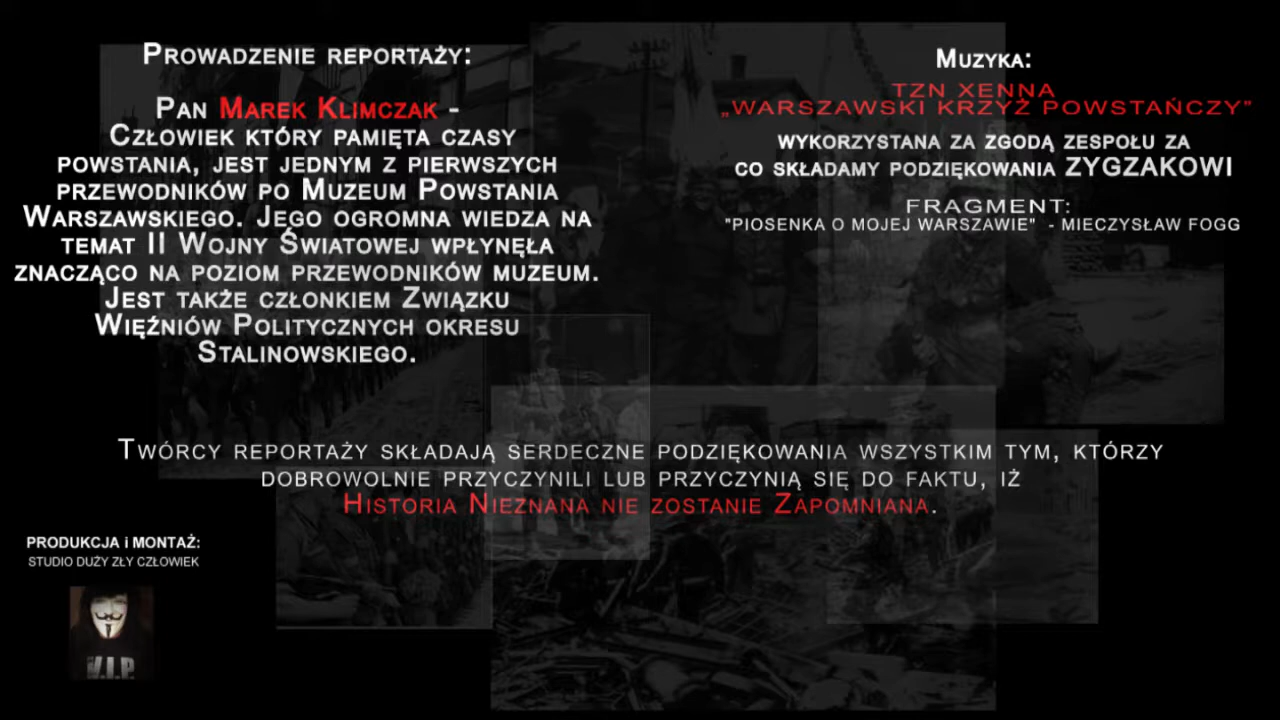 Prowadzenie reportaży:
Pan Marek Klimczak -
Człowiek który pamięta czasy
powstania, jest jednym z pierwszych
przewodników po Muzeum Powstania
Warszawskiego. Jego ogromna wiedza na
temat II Wojny Światowej wpłynęła
znacząco na poziom przewodników muzeum.
Jest także członkiem Związku
Więźniów Politycznych okresu
Stalinowskiego.
Muzyka:
TZN XENNA
„WARSZAWSKI KRZYŻ POWSTAŃCZY”
wykorzystana za zgodą zespołu za
co składamy podziękowania ZYGZAKOWI
FRAGMENT:
"PIOSENKA O MOJEJ WARSZAWIE" - MIECZYSŁAW FOGG
Twórcy reportaży składają serdeczne podziękowania wszystkim tym, którzy
dobrowolnie przyczynili lub przyczynią się do faktu, iż
Historia Nieznana nie zostanie Zapomniana.
PRODUKCJA i MONTAŻ:
STUDIO DUŻY ZŁY CZŁOWIEK
V.I.P.